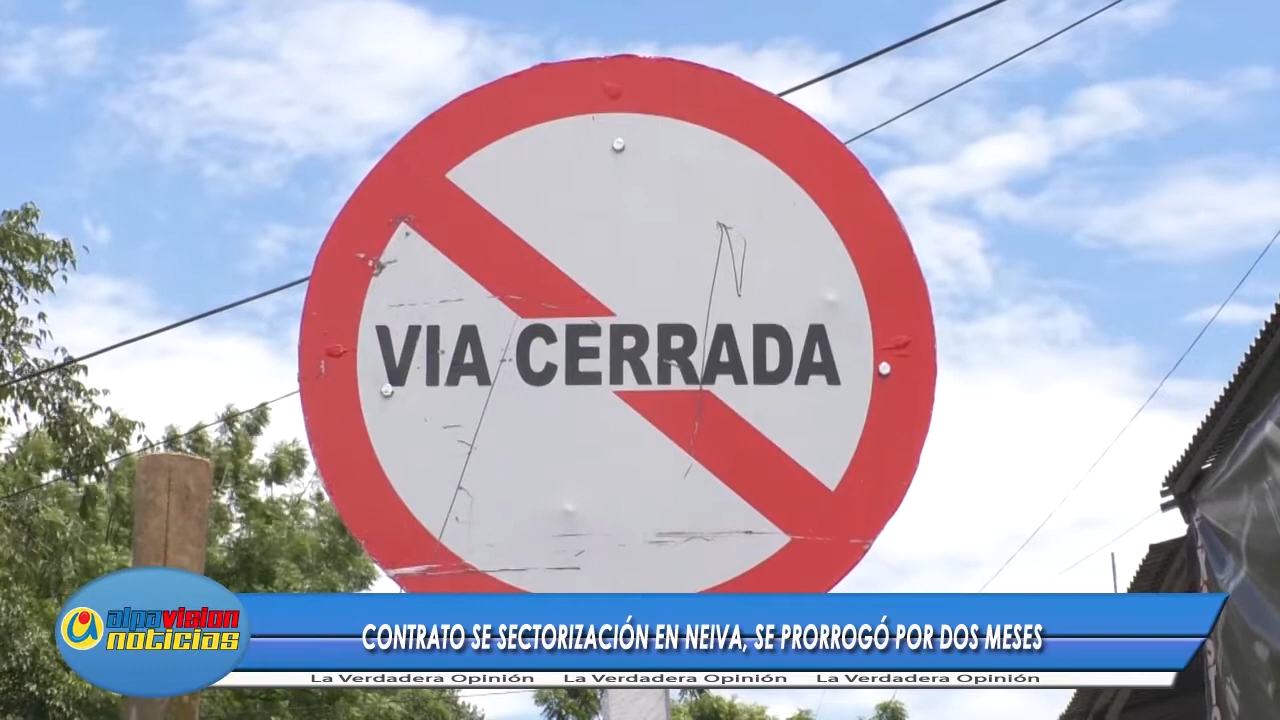 VIA CERRADA
alpavision
noticias
CONTRATO SE SECTORIZACIÓN EN NEIVA, SE PRORROGÓ POR DOS MESES
La Verdadera Opinión La Verdadera Opinión La Verdadera Opinión